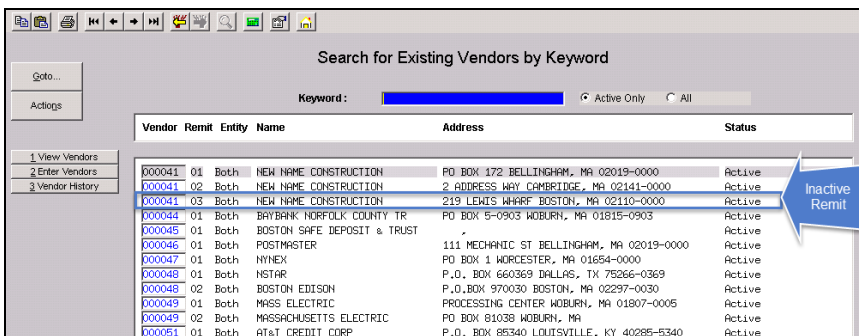 Search for Existing Vendors by Keyword
Goto...
Actions
Keyword : Active Only All
Vendor Remit Entity Name Address Status
1 View Vendors
2 Enter Vendors
3 Vendor History
000041 01 Both NEW NAME CONSTRUCTION PO BOX 172 BELLINGHAM, MA 02019-0000 Active
000041 02 Both NEW NAME CONSTRUCTION 2 ADDRESS WAY CAMBRIDGE, MA 02141-0000 Active
000041 03 Both NEW NAME CONSTRUCTION 219 LEWIS WHARF BOSTON, MA 02110-0000 Active
Inactive
Remit
000044 01 Both BAYBANK NORFOLK COUNTY TR PO BOX 5-0903 WOBURN, MA 01815-0903 Active
000045 01 Both BOSTON SAFE DEPOSIT & TRUST , Active
000046 01 Both POSTMASTER 111 MECHANIC ST BELLINGHAM, MA 02019-0000 Active
000047 01 Both NYNEX PO BOX 1 WORCESTER, MA 01654-0000 Active
000048 01 Both NSTAR P.O. BOX 660369 DALLAS, TX 75266-0369 Active
000048 02 Both BOSTON EDISON P.O.BOX 970030 BOSTON, MA 02297-0030 Active
000049 01 Both MASS ELECTRIC PROCESSING CENTER WOBURN, MA 01807-0005 Active
000049 02 Both MASSACHUSETTS ELECTRIC PO BOX 81038 WOBURN, MA Active
000051 01 Both AT&T CREDIT CORP P.O. BOX 85340 LOUISVILLE, KY 40285-5340 Active